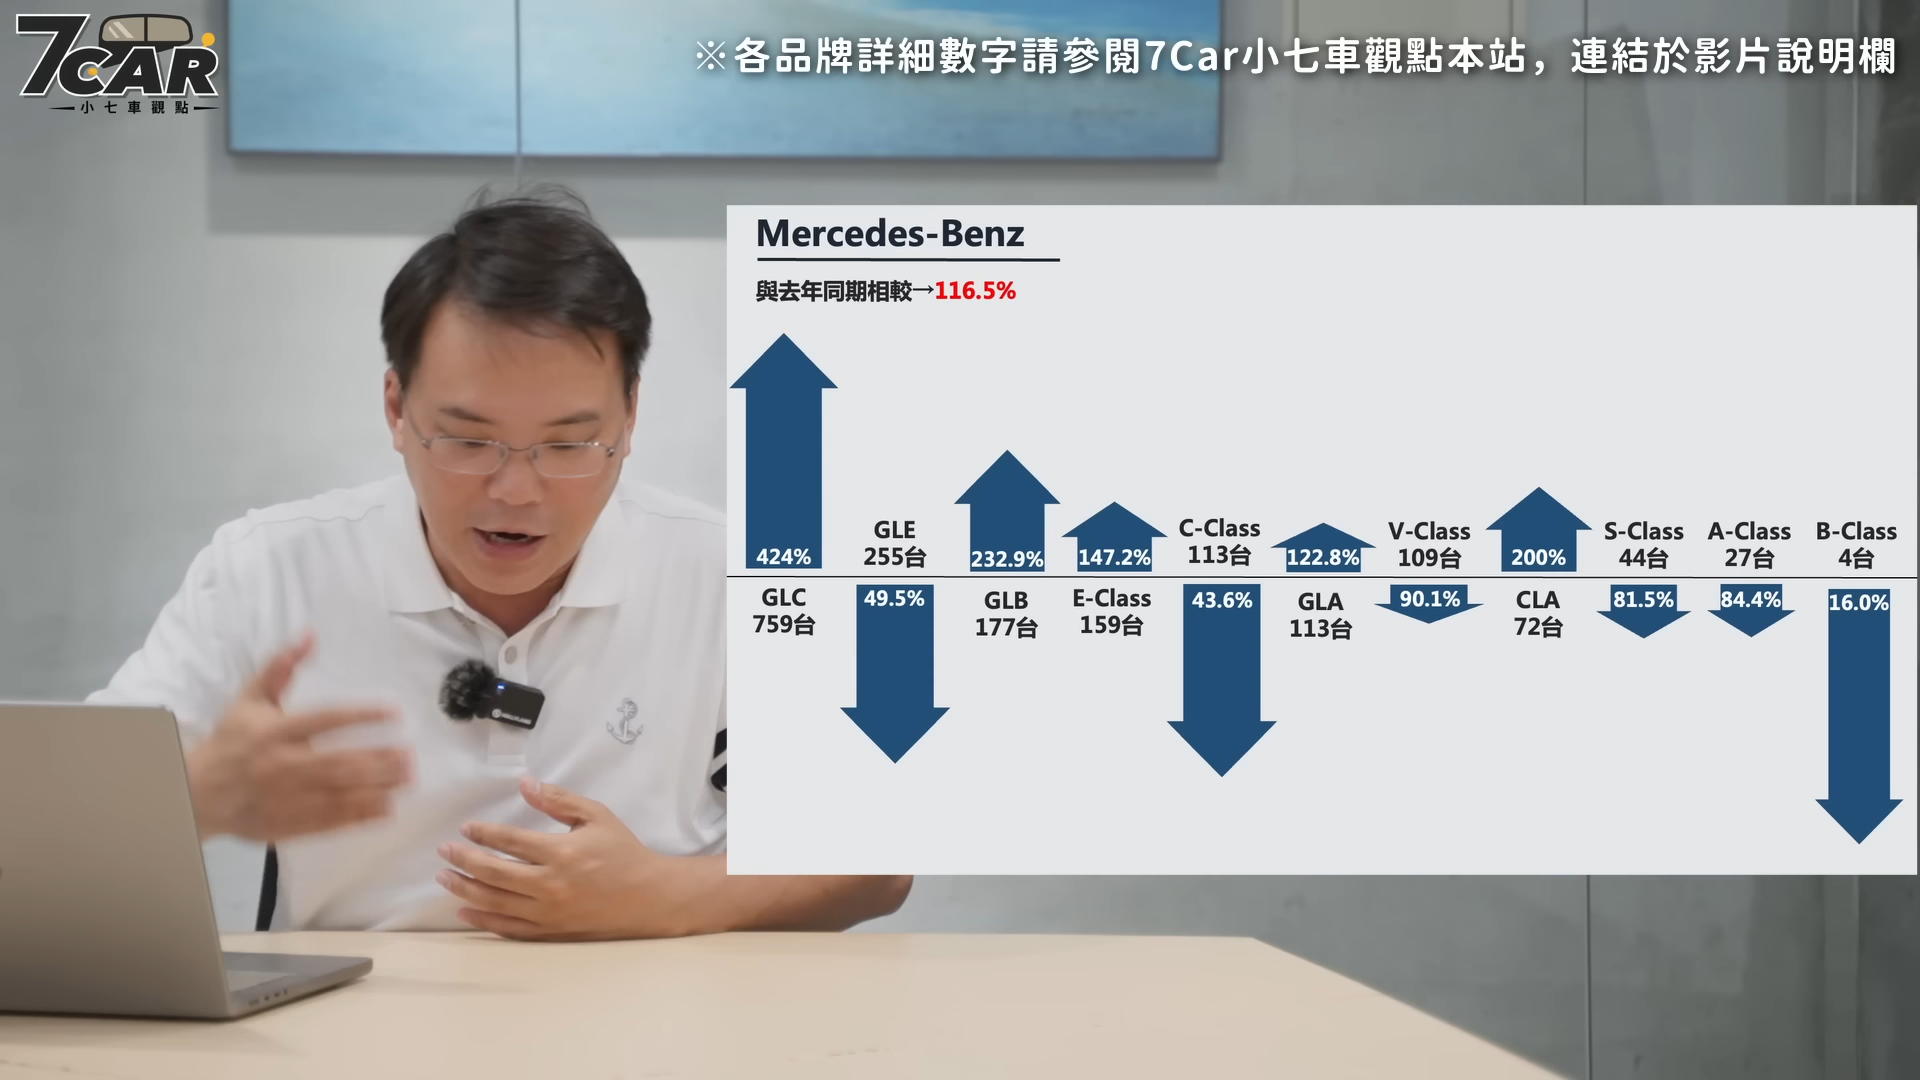 7CAR
小七車觀點
※各品牌詳細數字請參閱7Car小七車觀點本站，連結於影片說明欄
Mercedes-Benz
與去年同期相較→116.5%
424%
GLC
759台
GLE
255台
49.5%
232.9%
GLB
177台
147.2%
E-Class
159台
C-Class
113台
43.6%
122.8%
GLA
113台
V-Class
109台
90.1%
200%
CLA
72台
S-Class
44台
81.5%
A-Class
27台
84.4%
B-Class
4台
16.0%